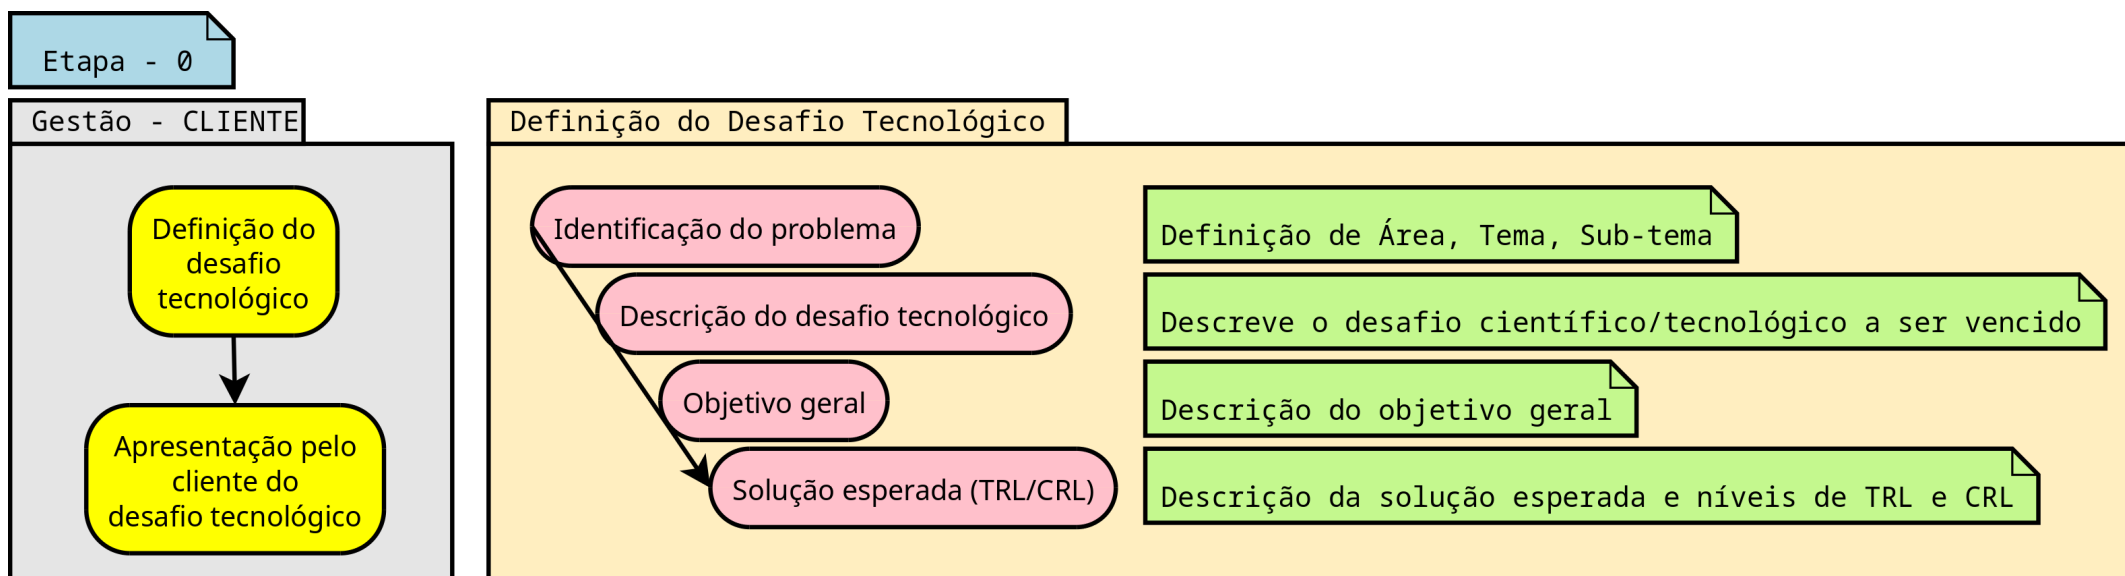 Etapa - 0
Gestão - CLIENTE
Definição do
desafio
tecnológico
Apresentação pelo
cliente do
desafio tecnológico
Definição do Desafio Tecnológico
Identificação do problema
Definição de Área, Tema, Sub-tema
Descrição do desafio tecnológico
Descreve o desafio científico/tecnológico a ser vencido
Objetivo geral
Descrição do objetivo geral
Solução esperada (TRL/CRL)
Descrição da solução esperada e níveis de TRL e CRL